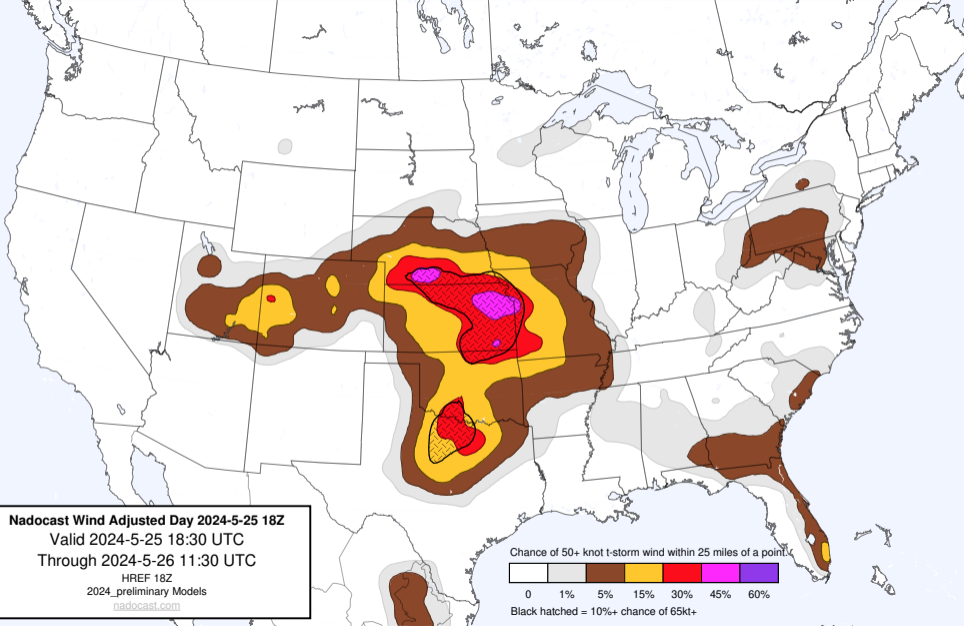 Nadocast Wind Adjusted Day 2024-5-25 18Z
Valid 2024-5-25 18:30 UTC
Through 2024-5-26 11:30 UTC
HREF 18Z
2024_preliminary Models
nadocast.com
Chance of 50+ knot t-storm wind within 25 miles of a point.
0 1% 5% 15% 30% 45% 60%
Black hatched = 10%+ chance of 65kt+